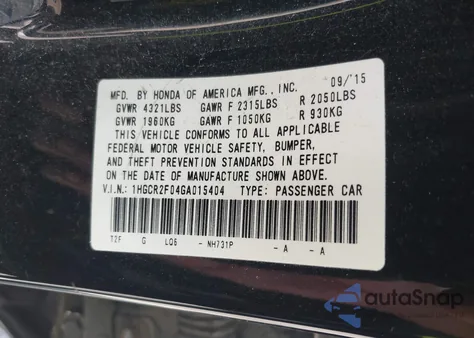 MFD. BY HONDA OF AMERICA MFG., INC. 09/15
GVWR 4321LBS GAWR F 2315LBS R 2050LBS
GVWR 1960KG GAWR F 1050KG R 930KG
THIS VEHICLE CONFORMS TO ALL APPLICABLE
FEDERAL MOTOR VEHICLE SAFETY, BUMPER,
AND THEFT PREVENTION STANDARDS IN EFFECT
ON THE DATE OF MANUFACTURE SHOWN ABOVE.
V.I.N.: 1HGCR2F04GA015404 TYPE: PASSENGER CAR
T2F G LQ6 - NH731P - A - A
autoSnap